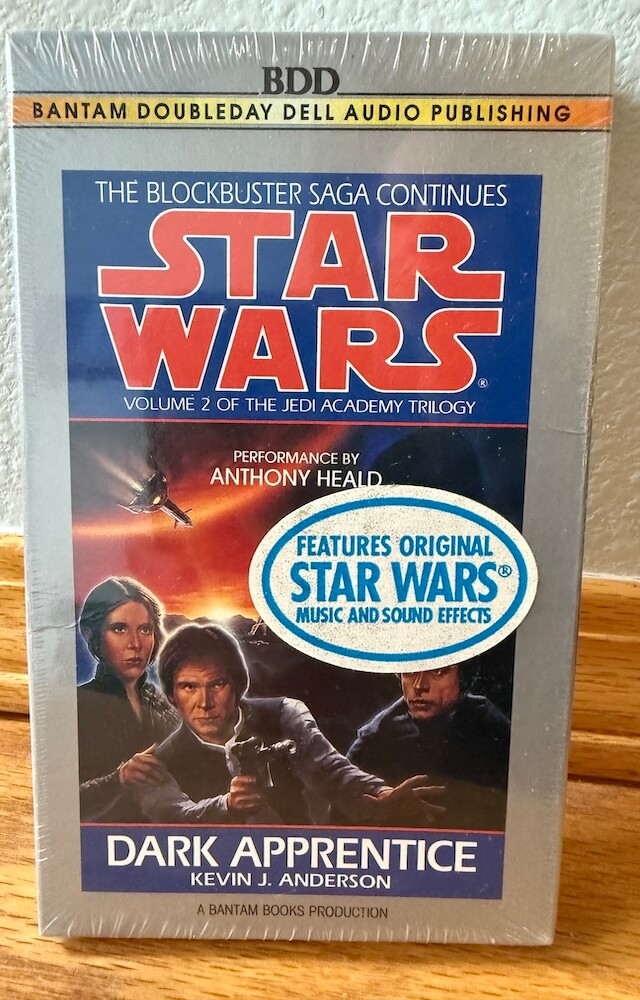 BDD
BANTAM DOUBLEDAY DELL AUDIO PUBLISHING
THE BLOCKBUSTER SAGA CONTINUES
STAR
WARS®
VOLUME 2 OF THE JEDI ACADEMY TRILOGY
PERFORMANCE BY
ANTHONY HEALD
FEATURES ORIGINAL
STAR WARS®
MUSIC AND SOUND EFFECTS
DARK APPRENTICE
KEVIN J. ANDERSON
A BANTAM BOOKS PRODUCTION